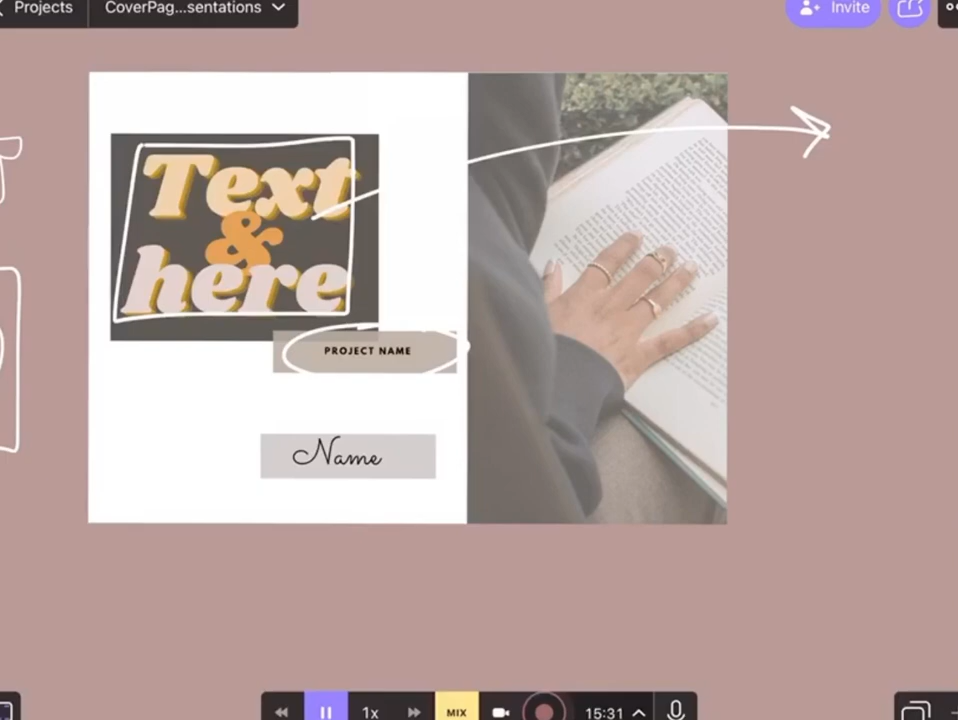 Projects
CoverPag...sentations
Invite
Text
&
here
PROJECT NAME
Name
1x
MIX
15:31